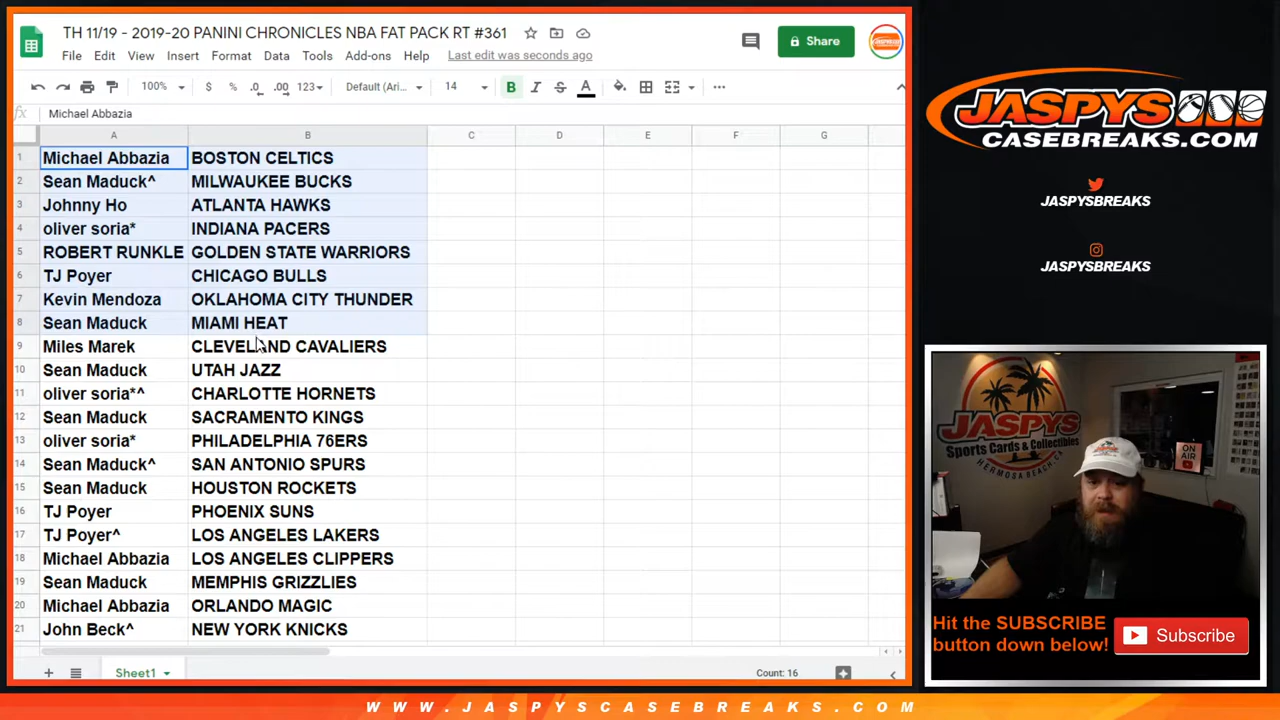 TH 11/19 - 2019-20 PANINI CHRONICLES NBA FAT PACK RT #361
File Edit View Insert Format Data Tools Add-ons Help Last edit was seconds ago
Share
100% $ % .0 .00 123 Default (Ari... 14 B I S A
fx Michael Abbazia
A B C D E F G
1 Michael Abbazia BOSTON CELTICS
2 Sean Maduck^ MILWAUKEE BUCKS
3 Johnny Ho ATLANTA HAWKS
4 oliver soria* INDIANA PACERS
5 ROBERT RUNKLE GOLDEN STATE WARRIORS
6 TJ Poyer CHICAGO BULLS
7 Kevin Mendoza OKLAHOMA CITY THUNDER
8 Sean Maduck MIAMI HEAT
9 Miles Marek CLEVELAND CAVALIERS
10 Sean Maduck UTAH JAZZ
11 oliver soria*^ CHARLOTTE HORNETS
12 Sean Maduck SACRAMENTO KINGS
13 oliver soria* PHILADELPHIA 76ERS
14 Sean Maduck^ SAN ANTONIO SPURS
15 Sean Maduck HOUSTON ROCKETS
16 TJ Poyer PHOENIX SUNS
17 TJ Poyer^ LOS ANGELES LAKERS
18 Michael Abbazia LOS ANGELES CLIPPERS
19 Sean Maduck MEMPHIS GRIZZLIES
20 Michael Abbazia ORLANDO MAGIC
21 John Beck^ NEW YORK KNICKS
Sheet1
Count: 16
JASPYS
CASEBREAKS.COM
JASPYSBREAKS
JASPYSBREAKS
JASPYS
Sports Cards & Collectibles
HERMOSA BEACH, CA
ON
AIR
Hit the SUBSCRIBE
button down below!
Subscribe
WWW.JASPYSCASEBREAKS.COM